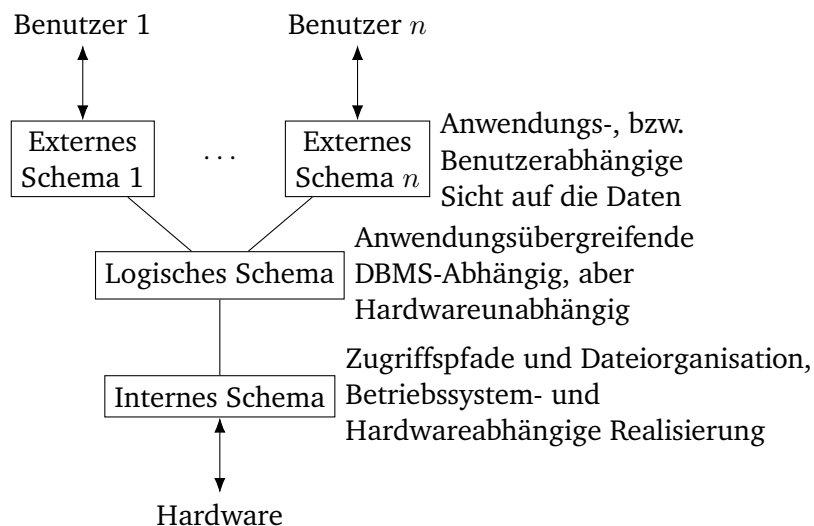 Benutzer 1
Benutzer n
Externes
Schema 1
...
Externes
Schema n
Anwendungs-, bzw.
Benutzerabhängige
Sicht auf die Daten
Logisches Schema
Anwendungsübergreifende
DBMS-Abhängig, aber
Hardwareunabhängig
Internes Schema
Zugriffspfade und Dateiorganisation,
Betriebssystem- und
Hardwareabhängige Realisierung
Hardware